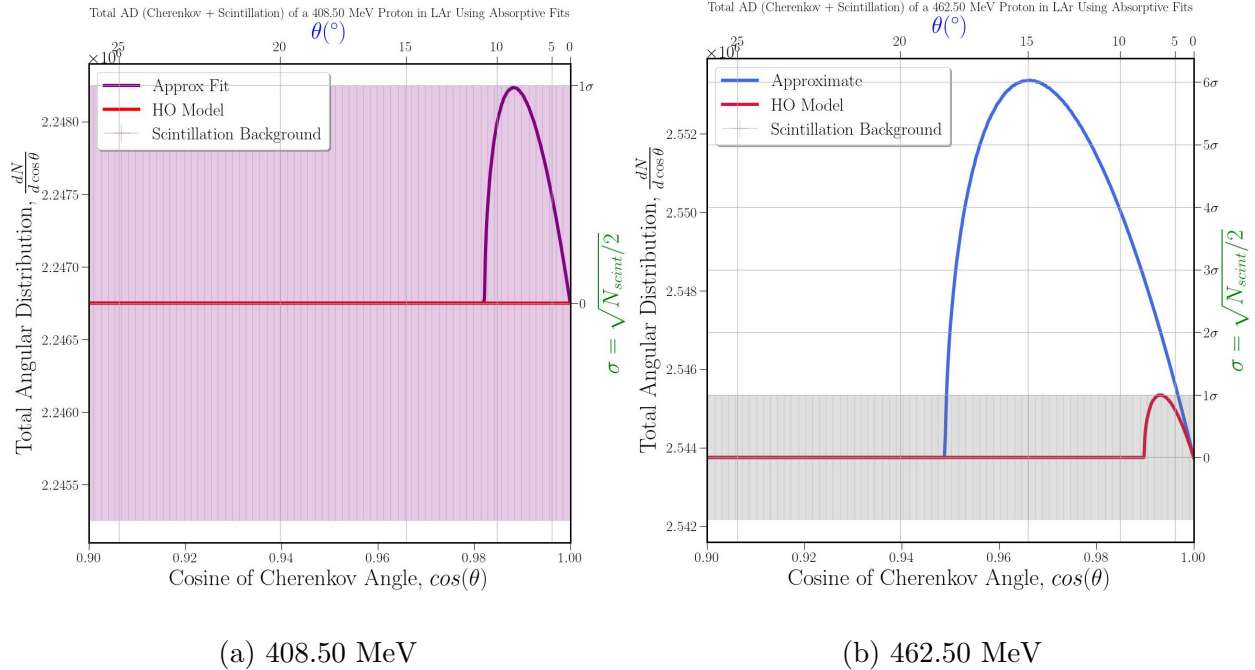 Total AD (Cherenkov + Scintillation) of a 408.50 MeV Proton in LAr Using Absorptive Fits
θ(°)
25 20 15 10 5 0
Approx Fit
HO Model
Scintillation Background
1σ
0
2.2480
2.2475
2.2470
2.2465
2.2460
2.2455
Total Angular Distribution, dN/d cos θ
σ = √N_scint/2
0.90 0.92 0.94 0.96 0.98 1.00
Cosine of Cherenkov Angle, cos(θ)
(a) 408.50 MeV
Total AD (Cherenkov + Scintillation) of a 462.50 MeV Proton in LAr Using Absorptive Fits
θ(°)
25 20 15 10 5 0
Approximate
HO Model
Scintillation Background
6σ
5σ
4σ
3σ
2σ
1σ
0
2.552
2.550
2.548
2.546
2.544
2.542
Total Angular Distribution, dN/d cos θ
σ = √N_scint/2
0.90 0.92 0.94 0.96 0.98 1.00
Cosine of Cherenkov Angle, cos(θ)
(b) 462.50 MeV